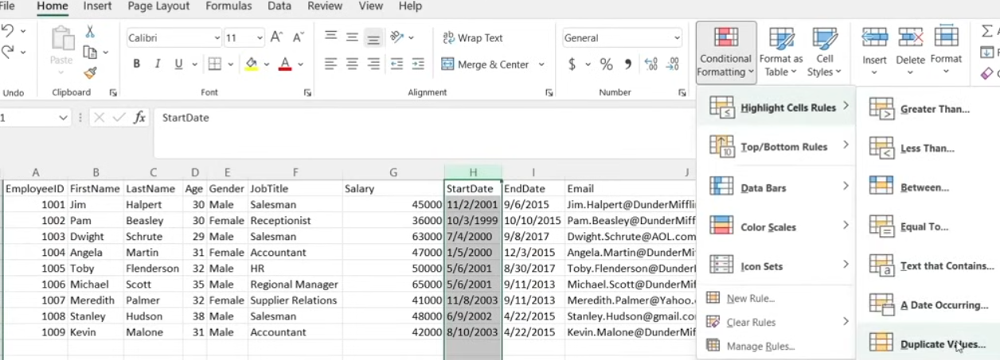 File Home Insert Page Layout Formulas Data Review View Help
Calibri 11 Wrap Text General
Paste B I U Merge & Center $ % Conditional Formatting Format as Table Cell Styles Insert Delete Format
Undo Clipboard Font Alignment Number
1 fx StartDate
Highlight Cells Rules
Top/Bottom Rules
Data Bars
Color Scales
Icon Sets
New Rule...
Clear Rules
Manage Rules...
Greater Than...
Less Than...
Between...
Equal To...
Text that Contains...
A Date Occurring...
Duplicate Values...
A B C D E F G H I J
EmployeeID FirstName LastName Age Gender JobTitle Salary StartDate EndDate Email
1001 Jim Halpert 30 Male Salesman 45000 11/2/2001 9/6/2015 Jim.Halpert@DunderMiffli
1002 Pam Beasley 30 Female Receptionist 36000 10/3/1999 10/10/2015 Pam.Beasley@DunderMiff
1003 Dwight Schrute 29 Male Salesman 63000 7/4/2000 9/8/2017 Dwight.Schrute@AOL.com
1004 Angela Martin 31 Female Accountant 47000 1/5/2000 12/3/2015 Angela.Martin@DunderMi
1005 Toby Flenderson 32 Male HR 50000 5/6/2001 8/30/2017 Toby.Flenderson@Dunder
1006 Michael Scott 35 Male Regional Manager 65000 5/6/2001 9/11/2013 Michael.Scott@DunderMif
1007 Meredith Palmer 32 Female Supplier Relations 41000 11/8/2003 9/11/2013 Meredith.Palmer@Yahoo.
1008 Stanley Hudson 38 Male Salesman 48000 6/9/2002 4/22/2015 Stanley.Hudson@gmail.co
1009 Kevin Malone 31 Male Accountant 42000 8/10/2003 4/22/2015 Kevin.Malone@DunderMif